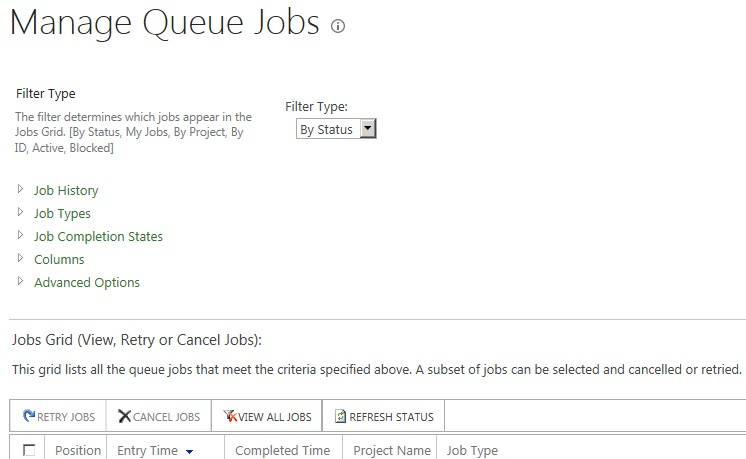 Manage Queue Jobs
Filter Type
The filter determines which jobs appear in the
Jobs Grid. [By Status, My Jobs, By Project, By
ID, Active, Blocked]
Filter Type:
By Status
Job History
Job Types
Job Completion States
Columns
Advanced Options
Jobs Grid (View, Retry or Cancel Jobs):
This grid lists all the queue jobs that meet the criteria specified above. A subset of jobs can be selected and cancelled or retried.
RETRY JOBS CANCEL JOBS VIEW ALL JOBS REFRESH STATUS
Position Entry Time Completed Time Project Name Job Type